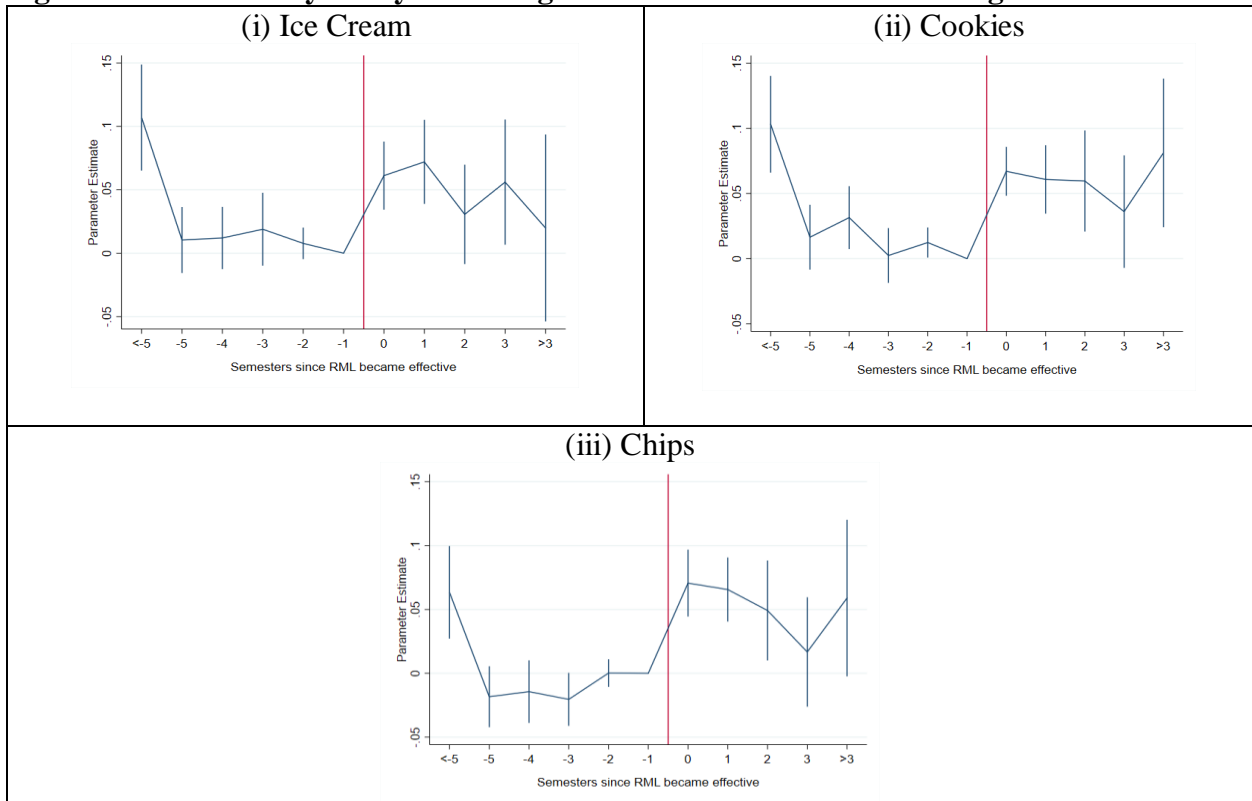 (i) Ice Cream
.15
.1
.05
0
-.05
Parameter Estimate
<-5 -5 -4 -3 -2 -1 0 1 2 3 >3
Semesters since RML became effective
(ii) Cookies
.15
.1
.05
0
-.05
Parameter Estimate
<-5 -5 -4 -3 -2 -1 0 1 2 3 >3
Semesters since RML became effective
(iii) Chips
.15
.1
.05
0
-.05
Parameter Estimate
<-5 -5 -4 -3 -2 -1 0 1 2 3 >3
Semesters since RML became effective